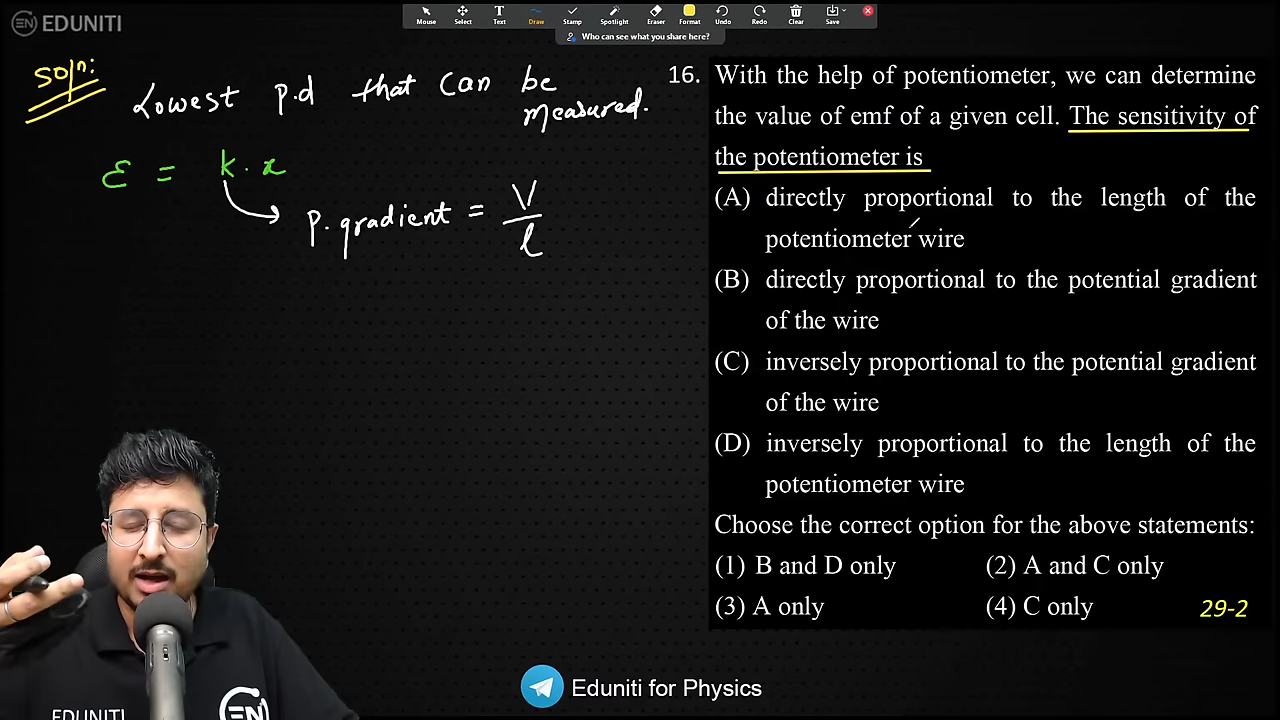 EN EDUNITI
Mouse Select Text Draw Stamp Spotlight Eraser Format Undo Redo Clear Save
Who can see what you share here?
Soln:
Lowest p.d that can be
measured.
ε = k.x
p.gradient = V/l
16. With the help of potentiometer, we can determine
the value of emf of a given cell. The sensitivity of
the potentiometer is
(A) directly proportional to the length of the
potentiometer wire
(B) directly proportional to the potential gradient
of the wire
(C) inversely proportional to the potential gradient
of the wire
(D) inversely proportional to the length of the
potentiometer wire
Choose the correct option for the above statements:
(1) B and D only (2) A and C only
(3) A only (4) C only 29-2
Eduniti for Physics
EDUNITI
EN